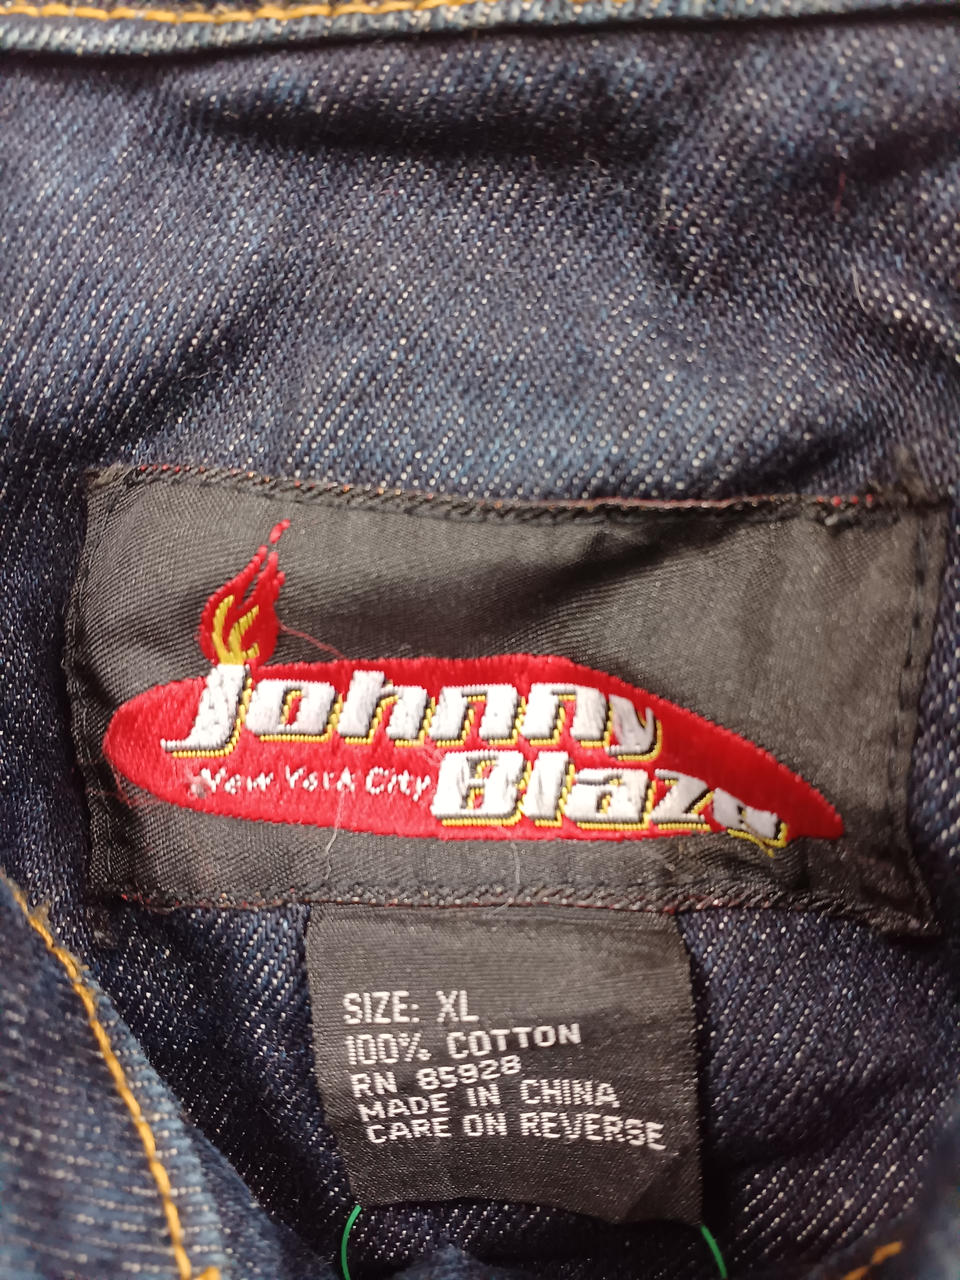 Johnny
New York City Blaze
SIZE: XL
100% COTTON
RN 85928
MADE IN CHINA
CARE ON REVERSE